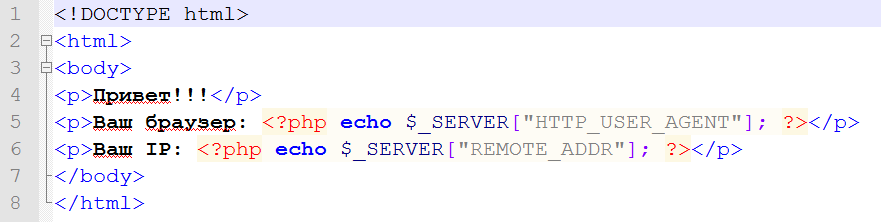 1 <!DOCTYPE html>
2 <html>
3 <body>
4 <p>Привет!!!</p>
5 <p>Ваш браузер: <?php echo $_SERVER["HTTP_USER_AGENT"]; ?></p>
6 <p>Ваш IP: <?php echo $_SERVER["REMOTE_ADDR"]; ?></p>
7 </body>
8 </html>